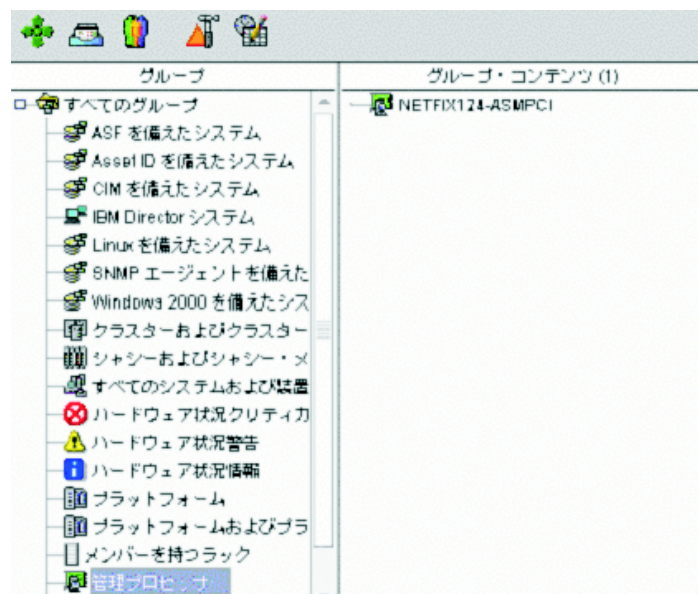 グループ
グループ・コンテンツ (1)
すべてのグループ
ASF を備えたシステム
Asset ID を備えたシステム
CIM を備えたシステム
IBM Director システム
Linux を備えたシステム
SNMP エージェントを備えた
Windows 2000 を備えたシス
クラスターおよびクラスター
シャシーおよびシャシー・メ
すべてのシステムおよび装置
ハードウェア状況クリティカ
ハードウェア状況警告
ハードウェア状況情報
プラットフォーム
プラットフォームおよびプラ
メンバーを持つラック
管理プロセッサ
NETFIX124-ASMPCI